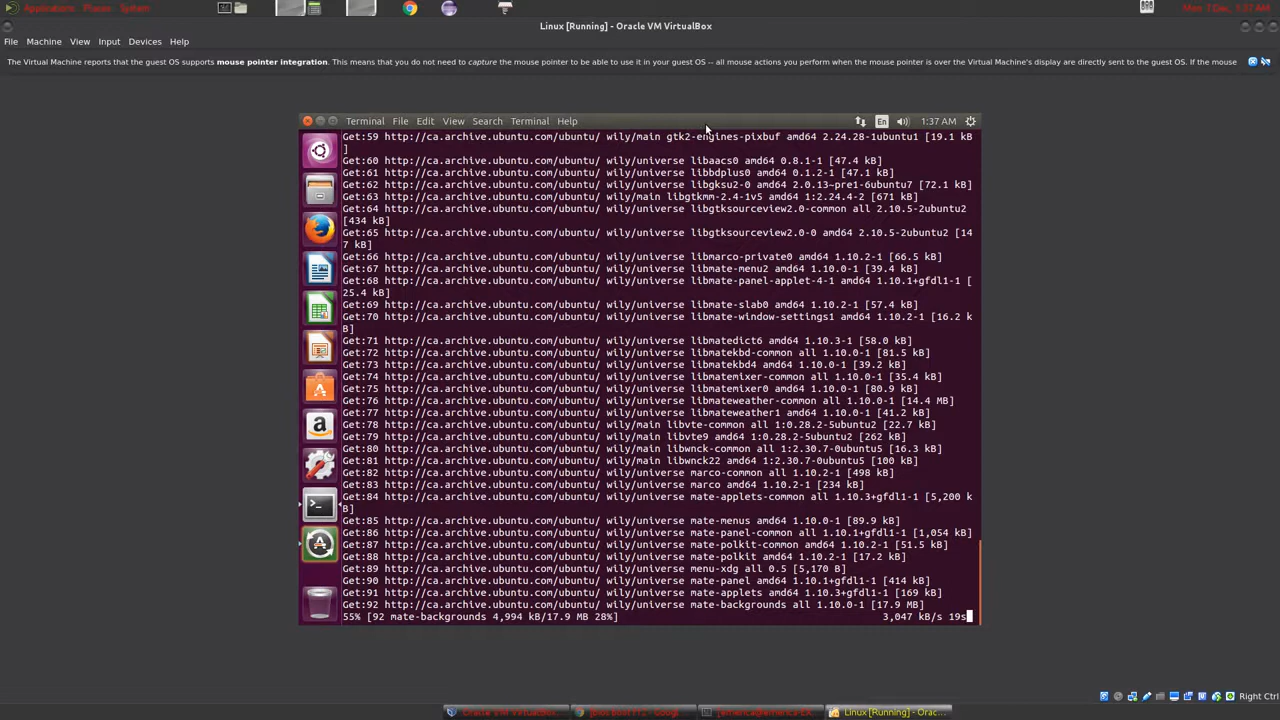 Applications Places System
Mon 7 Dec, 1:37 AM
Linux [Running] - Oracle VM VirtualBox
File Machine View Input Devices Help
The Virtual Machine reports that the guest OS supports mouse pointer integration. This means that you do not need to capture the mouse pointer to be able to use it in your guest OS -- all mouse actions you perform when the mouse pointer is over the Virtual Machine's display are directly sent to the guest OS. If the mouse
Terminal File Edit View Search Terminal Help En 1:37 AM
Get:59 http://ca.archive.ubuntu.com/ubuntu/ wily/main gtk2-engines-pixbuf amd64 2.24.28-1ubuntu1 [19.1 kB
]
Get:60 http://ca.archive.ubuntu.com/ubuntu/ wily/universe libaacs0 amd64 0.8.1-1 [47.4 kB]
Get:61 http://ca.archive.ubuntu.com/ubuntu/ wily/universe libbdplus0 amd64 0.1.2-1 [47.1 kB]
Get:62 http://ca.archive.ubuntu.com/ubuntu/ wily/universe libgksu2-0 amd64 2.0.13~pre1-6ubuntu7 [72.1 kB]
Get:63 http://ca.archive.ubuntu.com/ubuntu/ wily/main libgtkmm-2.4-1v5 amd64 1:2.24.4-2 [671 kB]
Get:64 http://ca.archive.ubuntu.com/ubuntu/ wily/universe libgtksourceview2.0-common all 2.10.5-2ubuntu2
[434 kB]
Get:65 http://ca.archive.ubuntu.com/ubuntu/ wily/universe libgtksourceview2.0-0 amd64 2.10.5-2ubuntu2 [14
7 kB]
Get:66 http://ca.archive.ubuntu.com/ubuntu/ wily/universe libmarco-private0 amd64 1.10.2-1 [66.5 kB]
Get:67 http://ca.archive.ubuntu.com/ubuntu/ wily/universe libmate-menu2 amd64 1.10.0-1 [39.4 kB]
Get:68 http://ca.archive.ubuntu.com/ubuntu/ wily/universe libmate-panel-applet-4-1 amd64 1.10.1+gfdl1-1 [
25.4 kB]
Get:69 http://ca.archive.ubuntu.com/ubuntu/ wily/universe libmate-slab0 amd64 1.10.2-1 [57.4 kB]
Get:70 http://ca.archive.ubuntu.com/ubuntu/ wily/universe libmate-window-settings1 amd64 1.10.2-1 [16.2 k
B]
Get:71 http://ca.archive.ubuntu.com/ubuntu/ wily/universe libmatedict6 amd64 1.10.3-1 [58.0 kB]
Get:72 http://ca.archive.ubuntu.com/ubuntu/ wily/universe libmatekbd-common all 1.10.0-1 [81.5 kB]
Get:73 http://ca.archive.ubuntu.com/ubuntu/ wily/universe libmatekbd4 amd64 1.10.0-1 [39.2 kB]
Get:74 http://ca.archive.ubuntu.com/ubuntu/ wily/universe libmatemixer-common all 1.10.0-1 [35.4 kB]
Get:75 http://ca.archive.ubuntu.com/ubuntu/ wily/universe libmatemixer0 amd64 1.10.0-1 [80.9 kB]
Get:76 http://ca.archive.ubuntu.com/ubuntu/ wily/universe libmateweather-common all 1.10.0-1 [14.4 MB]
Get:77 http://ca.archive.ubuntu.com/ubuntu/ wily/universe libmateweather1 amd64 1.10.0-1 [41.2 kB]
Get:78 http://ca.archive.ubuntu.com/ubuntu/ wily/main libvte-common all 1:0.28.2-5ubuntu2 [22.7 kB]
Get:79 http://ca.archive.ubuntu.com/ubuntu/ wily/main libvte9 amd64 1:0.28.2-5ubuntu2 [262 kB]
Get:80 http://ca.archive.ubuntu.com/ubuntu/ wily/main libwnck-common all 1:2.30.7-0ubuntu5 [16.3 kB]
Get:81 http://ca.archive.ubuntu.com/ubuntu/ wily/main libwnck22 amd64 1:2.30.7-0ubuntu5 [100 kB]
Get:82 http://ca.archive.ubuntu.com/ubuntu/ wily/universe marco-common all 1.10.2-1 [498 kB]
Get:83 http://ca.archive.ubuntu.com/ubuntu/ wily/universe marco amd64 1.10.2-1 [234 kB]
Get:84 http://ca.archive.ubuntu.com/ubuntu/ wily/universe mate-applets-common all 1.10.3+gfdl1-1 [5,200 k
B]
Get:85 http://ca.archive.ubuntu.com/ubuntu/ wily/universe mate-menus amd64 1.10.0-1 [89.9 kB]
Get:86 http://ca.archive.ubuntu.com/ubuntu/ wily/universe mate-panel-common all 1.10.1+gfdl1-1 [1,054 kB]
Get:87 http://ca.archive.ubuntu.com/ubuntu/ wily/universe mate-polkit-common all 1.10.2-1 [51.5 kB]
Get:88 http://ca.archive.ubuntu.com/ubuntu/ wily/universe mate-polkit amd64 1.10.2-1 [17.2 kB]
Get:89 http://ca.archive.ubuntu.com/ubuntu/ wily/universe menu-xdg all 0.5 [5,170 B]
Get:90 http://ca.archive.ubuntu.com/ubuntu/ wily/universe mate-panel amd64 1.10.1+gfdl1-1 [414 kB]
Get:91 http://ca.archive.ubuntu.com/ubuntu/ wily/universe mate-applets amd64 1.10.3+gfdl1-1 [169 kB]
Get:92 http://ca.archive.ubuntu.com/ubuntu/ wily/universe mate-backgrounds all 1.10.0-1 [17.9 MB]
55% [92 mate-backgrounds 4,994 kB/17.9 MB 28%] 3,047 kB/s 19s
Right Ctrl
Oracle VM VirtualBox Linux [Running] - Orac...